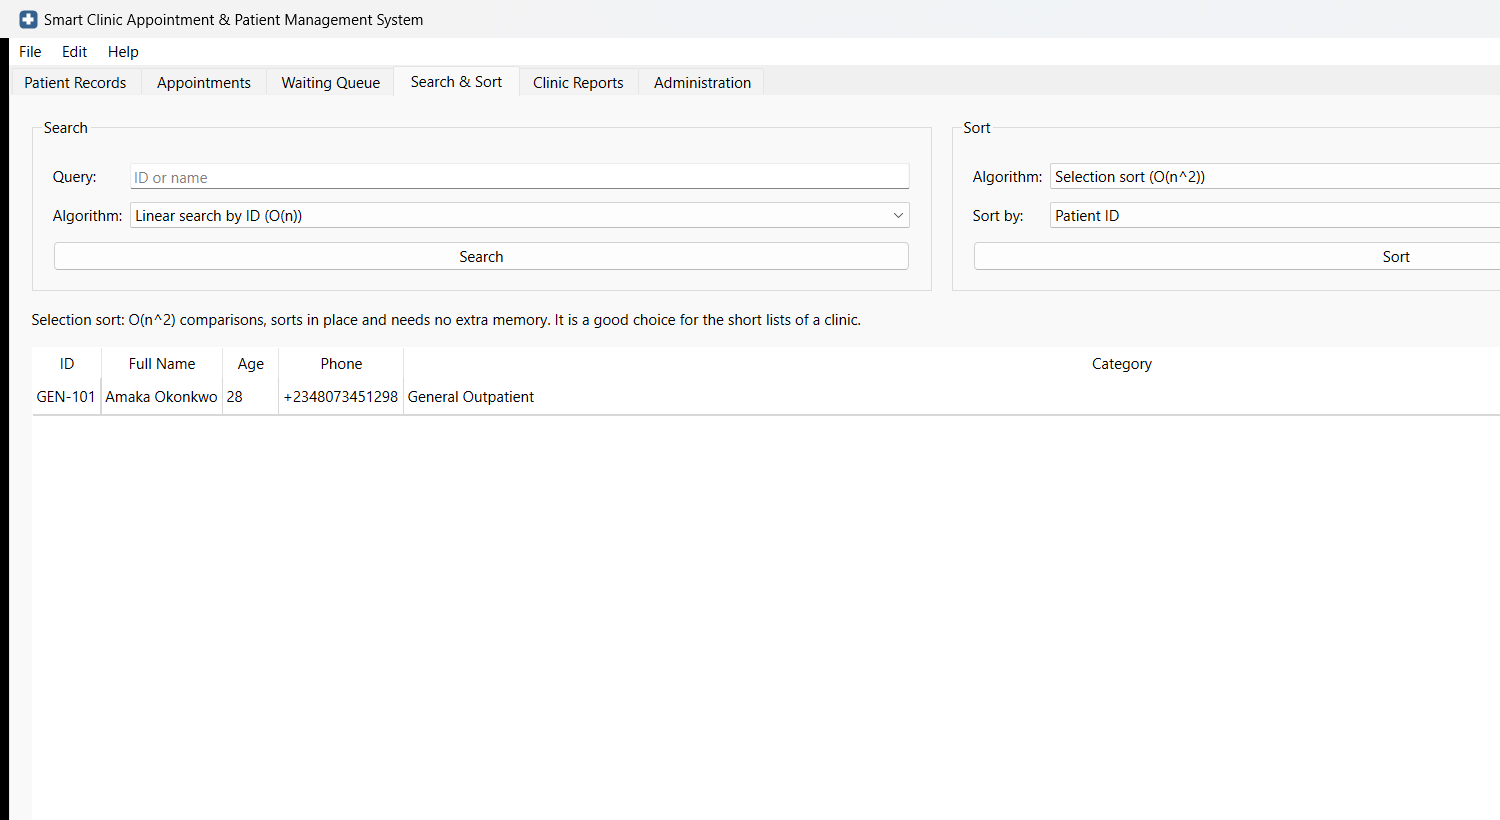 Smart Clinic Appointment & Patient Management System
File Edit Help
Patient Records Appointments Waiting Queue Search & Sort Clinic Reports Administration
Search
Query: ID or name
Algorithm: Linear search by ID (O(n))
Search
Sort
Algorithm: Selection sort (O(n^2))
Sort by: Patient ID
Sort
Selection sort: O(n^2) comparisons, sorts in place and needs no extra memory. It is a good choice for the short lists of a clinic.
ID Full Name Age Phone Category
GEN-101 Amaka Okonkwo 28 +2348073451298 General Outpatient